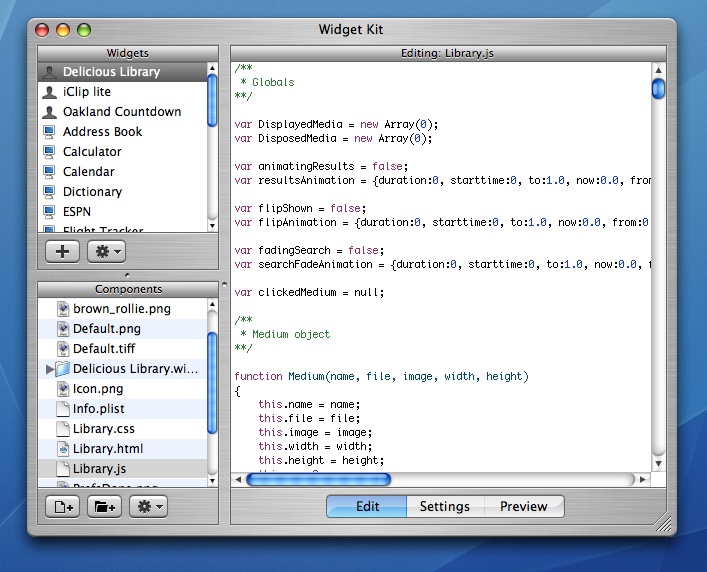 Widget Kit
Widgets
Delicious Library
iClip lite
Oakland Countdown
Address Book
Calculator
Calendar
Dictionary
ESPN
Flight Tracker
Components
brown_rollie.png
Default.png
Default.tiff
Delicious Library.wi...
Icon.png
Info.plist
Library.css
Library.html
Library.js
Editing: Library.js
/**
 * Globals
**/
var DisplayedMedia = new Array(0);
var DisposedMedia = new Array(0);
var animatingResults = false;
var resultsAnimation = {duration:0, starttime:0, to:1.0, now:0.0, from
var flipShown = false;
var flipAnimation = {duration:0, starttime:0, to:1.0, now:0.0, from:0
var fadingSearch = false;
var searchFadeAnimation = {duration:0, starttime:0, to:1.0, now:0.0, f
var clickedMedium = null;
/**
 * Medium object
**/
function Medium(name, file, image, width, height)
{
    this.name = name;
    this.file = file;
    this.image = image;
    this.width = width;
    this.height = height;
Edit
Settings
Preview